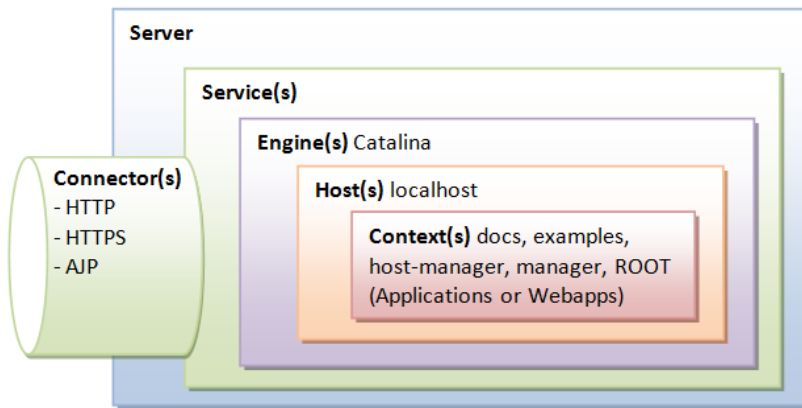 Server
Service(s)
Engine(s) Catalina
Connector(s)
- HTTP
- HTTPS
- AJP
Host(s) localhost
Context(s) docs, examples,
host-manager, manager, ROOT
(Applications or Webapps)